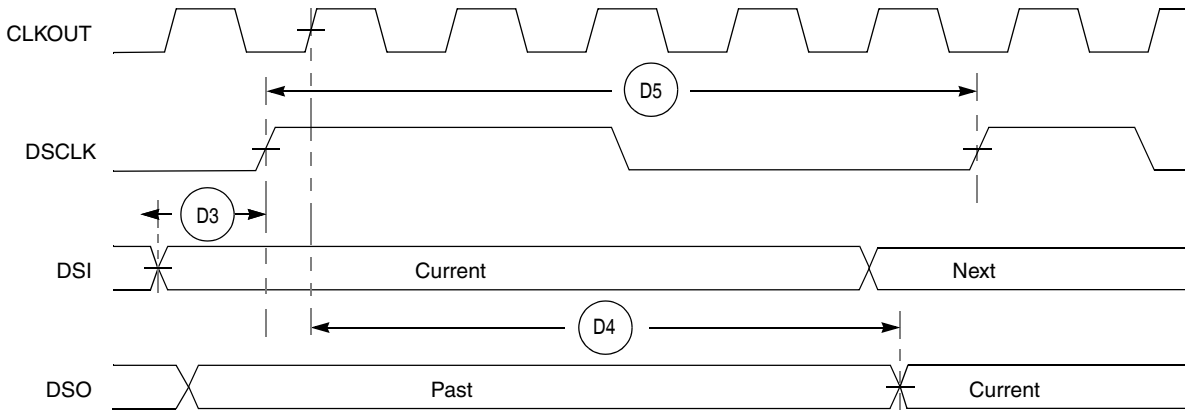 CLKOUT
D5
DSCLK
D3
DSI
Current
Next
D4
DSO
Past
Current